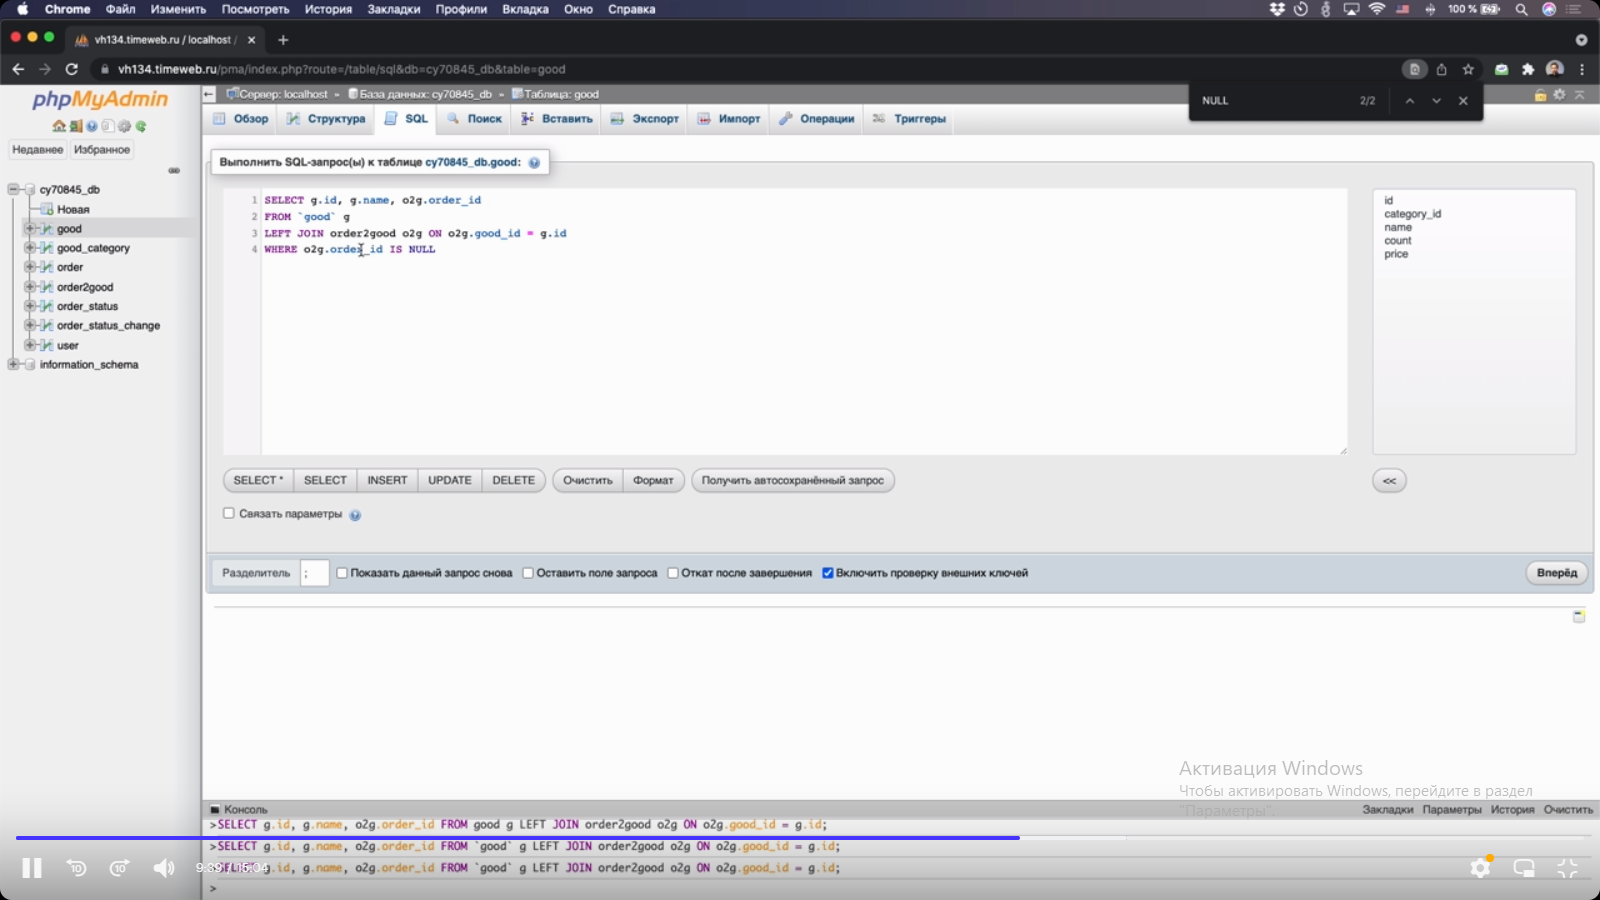 Chrome Файл Изменить Посмотреть История Закладки Профили Вкладка Окно Справка 100 %
vh134.timeweb.ru / localhost /
vh134.timeweb.ru/pma/index.php?route=/table/sql&db=cy70845_db&table=good
NULL 2/2
phpMyAdmin
Недавнее Избранное
cy70845_db
Новая
good
good_category
order
order2good
order_status
order_status_change
user
information_schema
Сервер: localhost » База данных: cy70845_db » Таблица: good
Обзор Структура SQL Поиск Вставить Экспорт Импорт Операции Триггеры
Выполнить SQL-запрос(ы) к таблице cy70845_db.good:
1 SELECT g.id, g.name, o2g.order_id
2 FROM `good` g
3 LEFT JOIN order2good o2g ON o2g.good_id = g.id
4 WHERE o2g.order_id IS NULL
id
category_id
name
count
price
SELECT * SELECT INSERT UPDATE DELETE Очистить Формат Получить автосохранённый запрос <<
Связать параметры
Разделитель ; Показать данный запрос снова Оставить поле запроса Откат после завершения Включить проверку внешних ключей Вперёд
Активация Windows
Чтобы активировать Windows, перейдите в раздел
"Параметры".
Консоль Закладки Параметры История Очистить
>SELECT g.id, g.name, o2g.order_id FROM good g LEFT JOIN order2good o2g ON o2g.good_id = g.id;
>SELECT g.id, g.name, o2g.order_id FROM `good` g LEFT JOIN order2good o2g ON o2g.good_id = g.id;
>SELECT g.id, g.name, o2g.order_id FROM `good` g LEFT JOIN order2good o2g ON o2g.good_id = g.id;
>
10 10 9:39 / 15:04